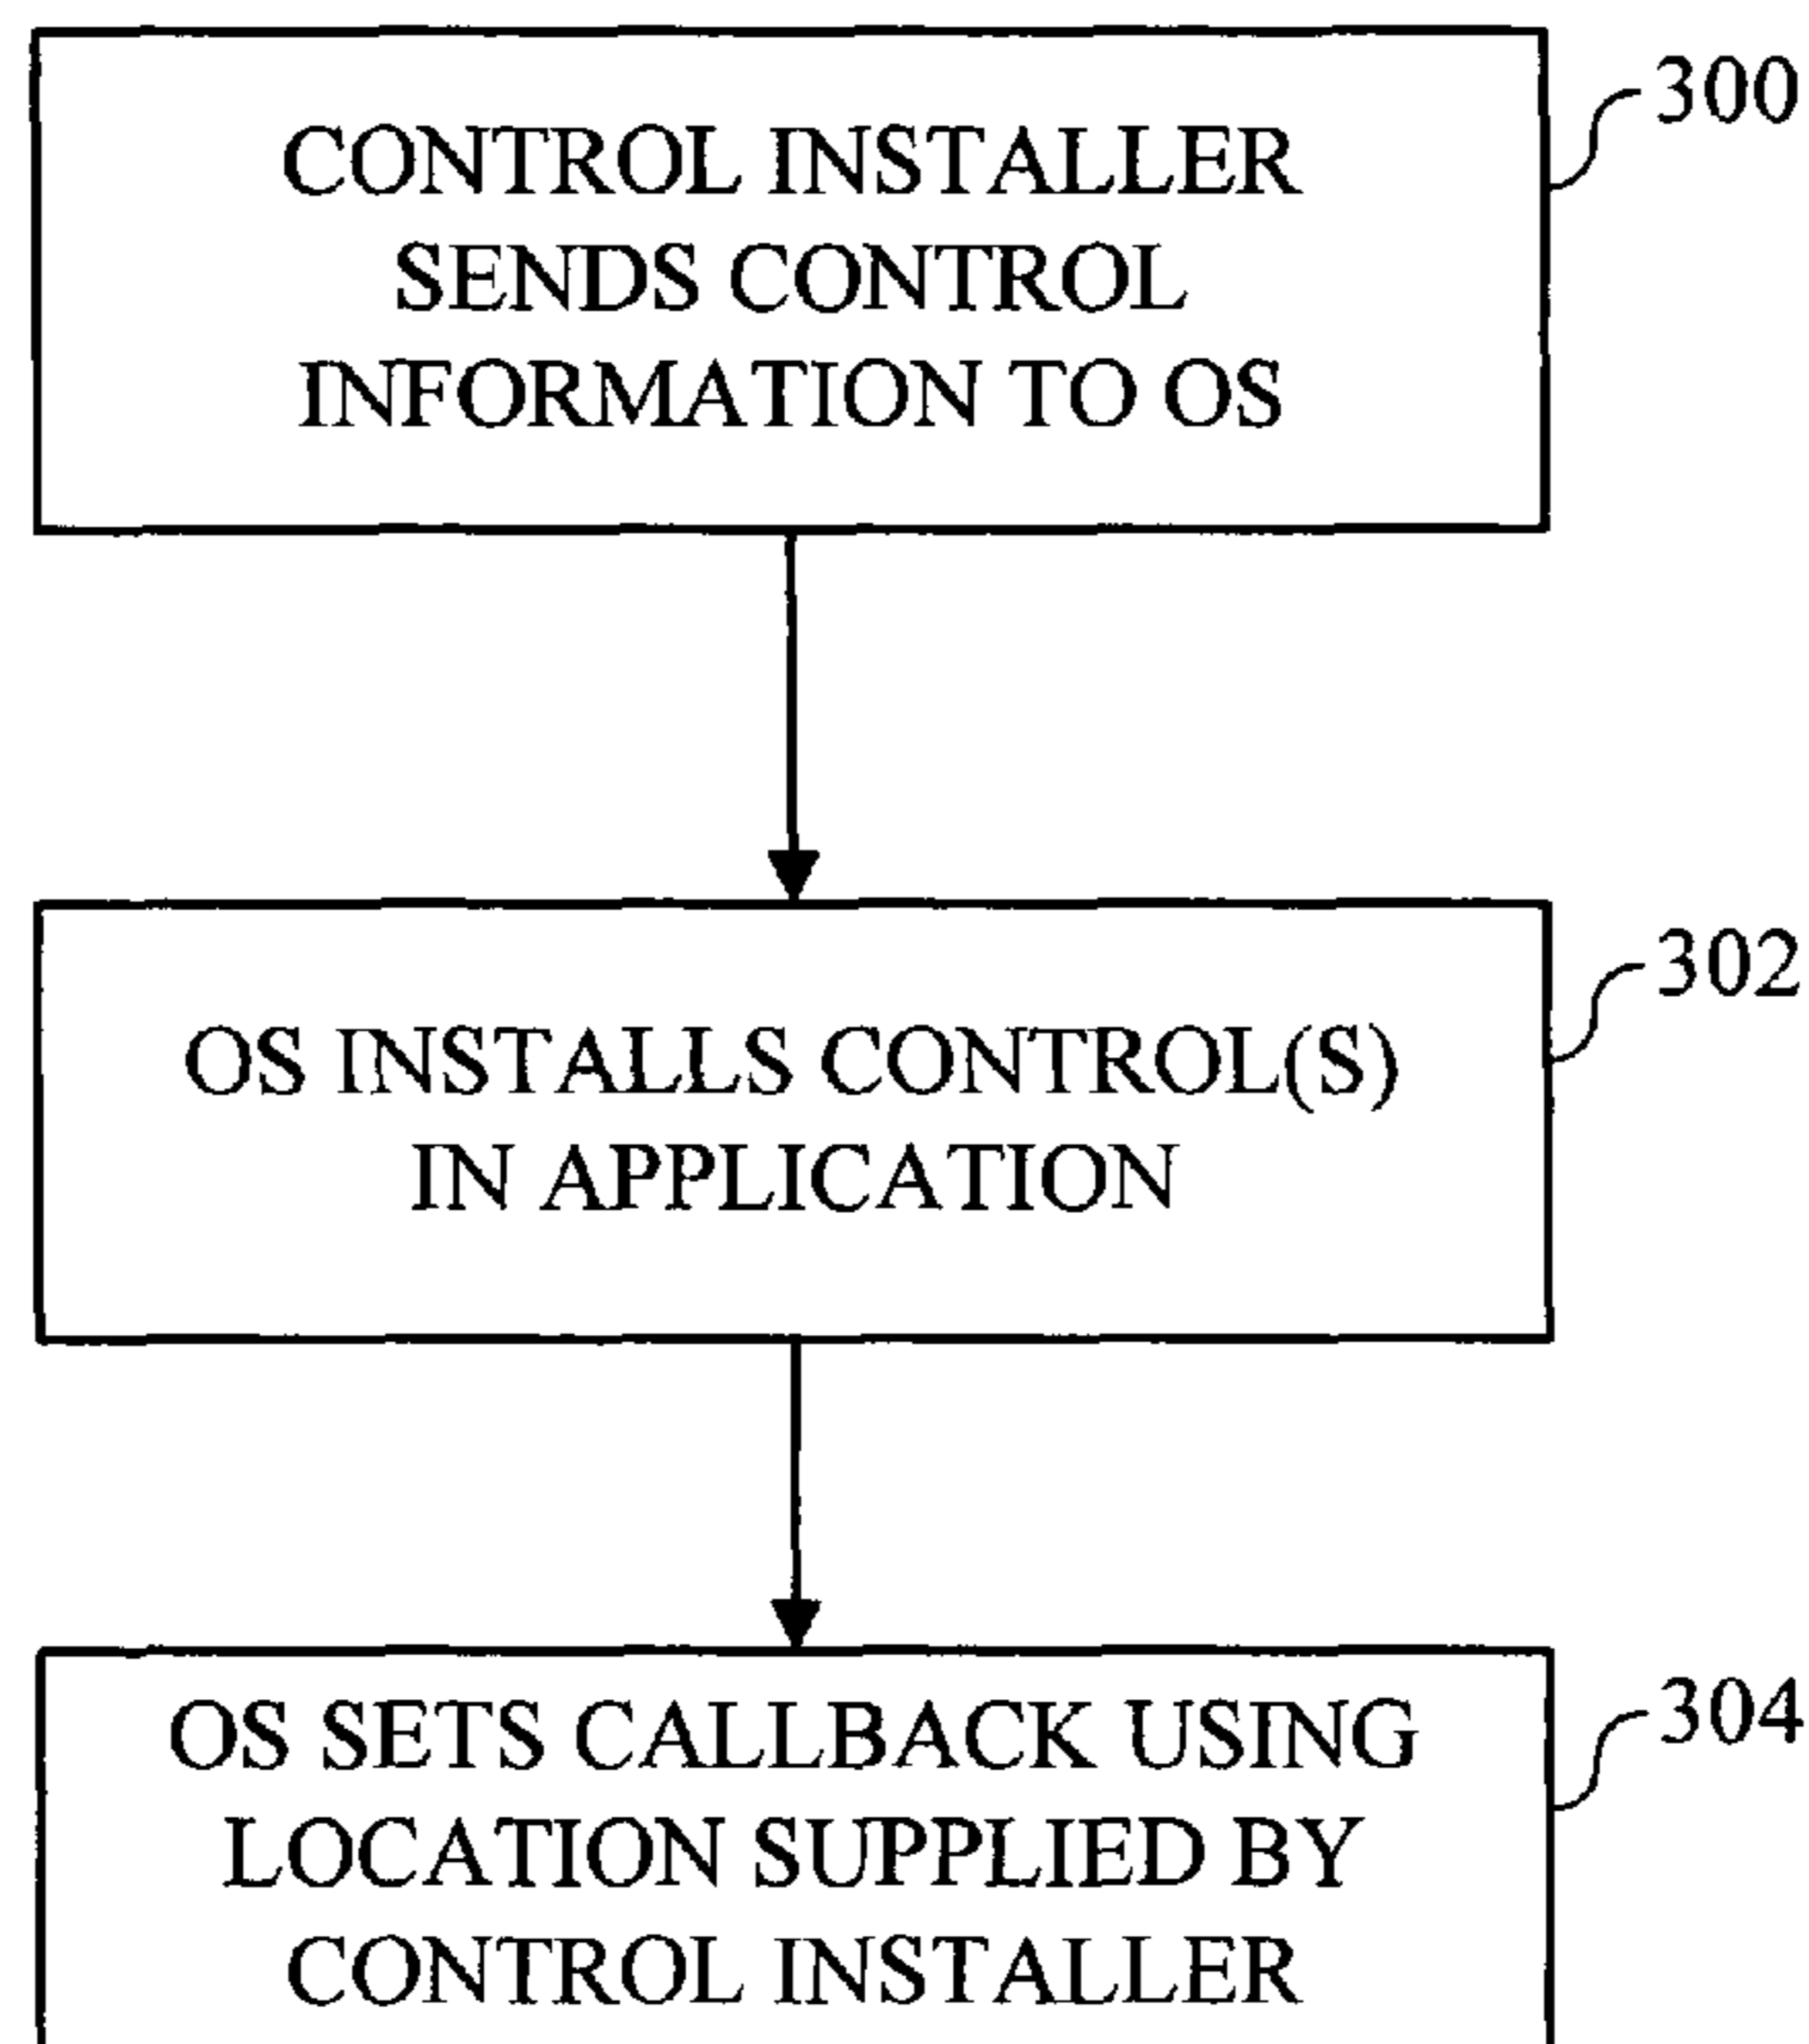 CONTROL INSTALLER
SENDS CONTROL
INFORMATION TO OS
300
OS INSTALLS CONTROL(S)
IN APPLICATION
302
OS SETS CALLBACK USING
LOCATION SUPPLIED BY
CONTROL INSTALLER
304